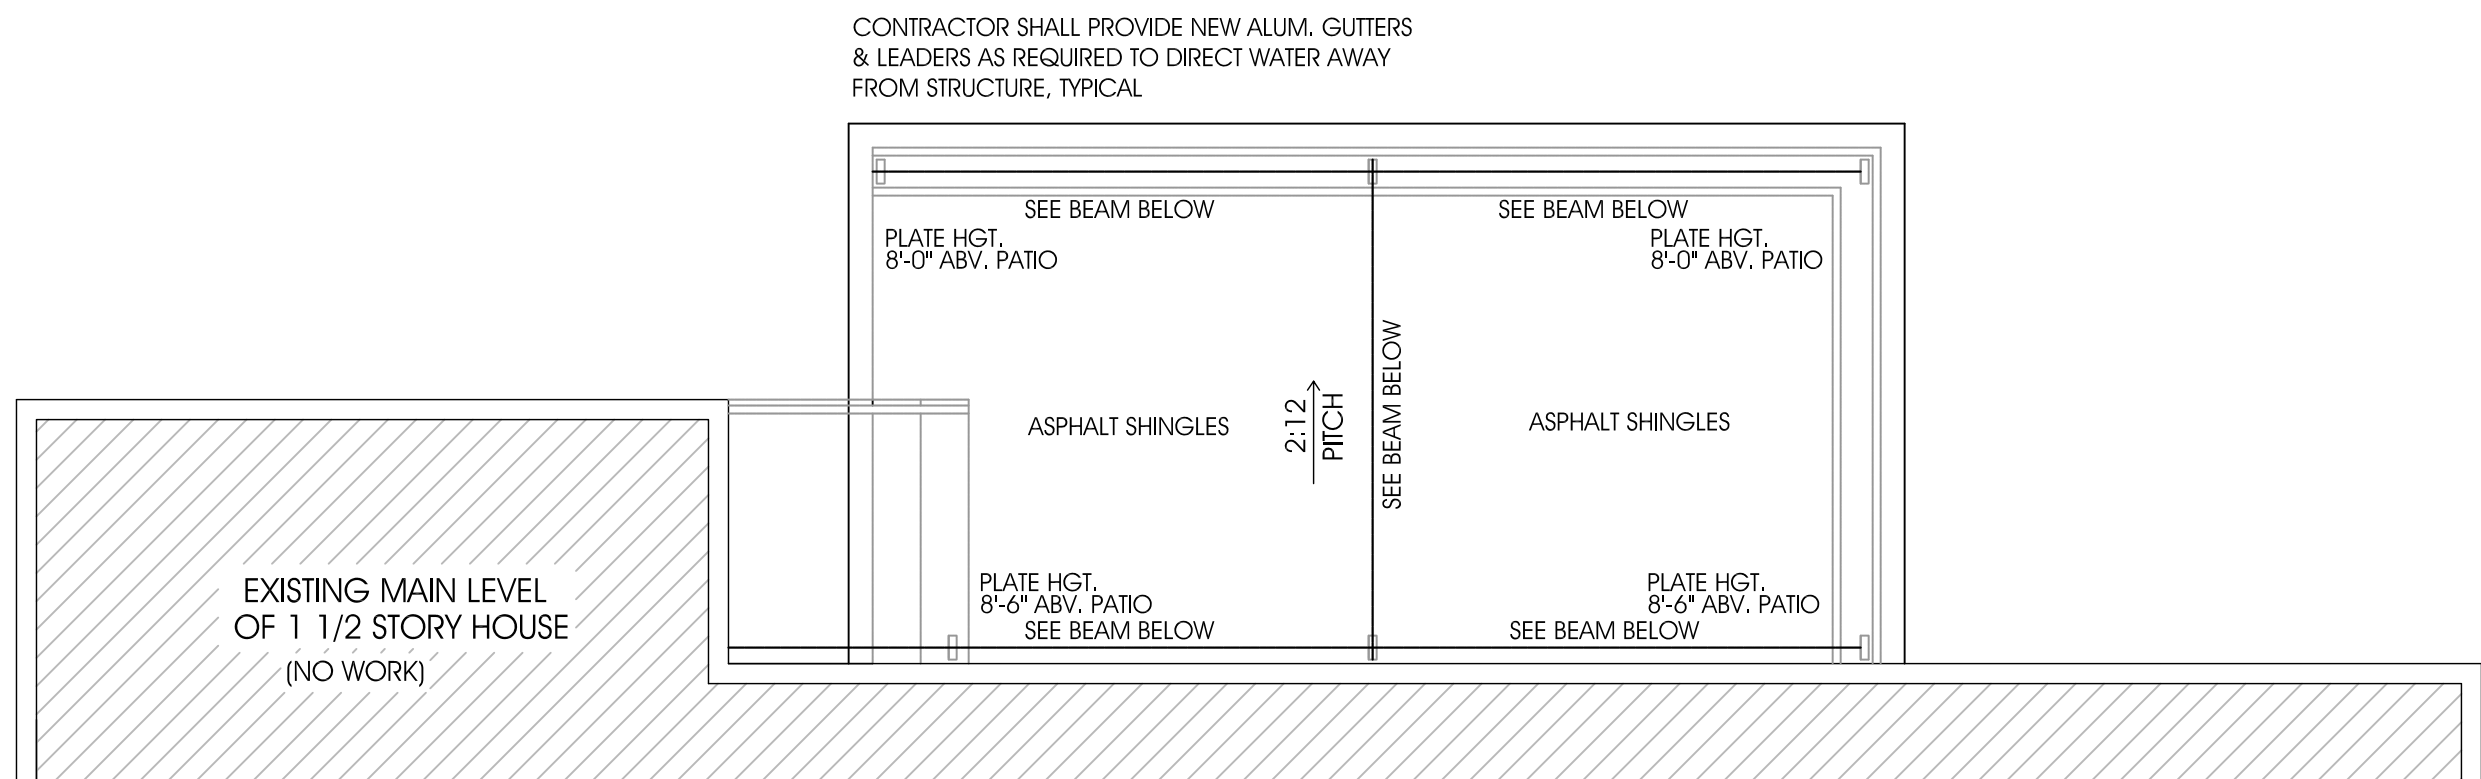 CONTRACTOR SHALL PROVIDE NEW ALUM. GUTTERS
& LEADERS AS REQUIRED TO DIRECT WATER AWAY
FROM STRUCTURE, TYPICAL
SEE BEAM BELOW
SEE BEAM BELOW
PLATE HGT.
8'-0" ABV. PATIO
PLATE HGT.
8'-0" ABV. PATIO
ASPHALT SHINGLES
2:12
PITCH
SEE BEAM BELOW
ASPHALT SHINGLES
PLATE HGT.
8'-6" ABV. PATIO
SEE BEAM BELOW
PLATE HGT.
8'-6" ABV. PATIO
SEE BEAM BELOW
EXISTING MAIN LEVEL
OF 1 1/2 STORY HOUSE
(NO WORK)